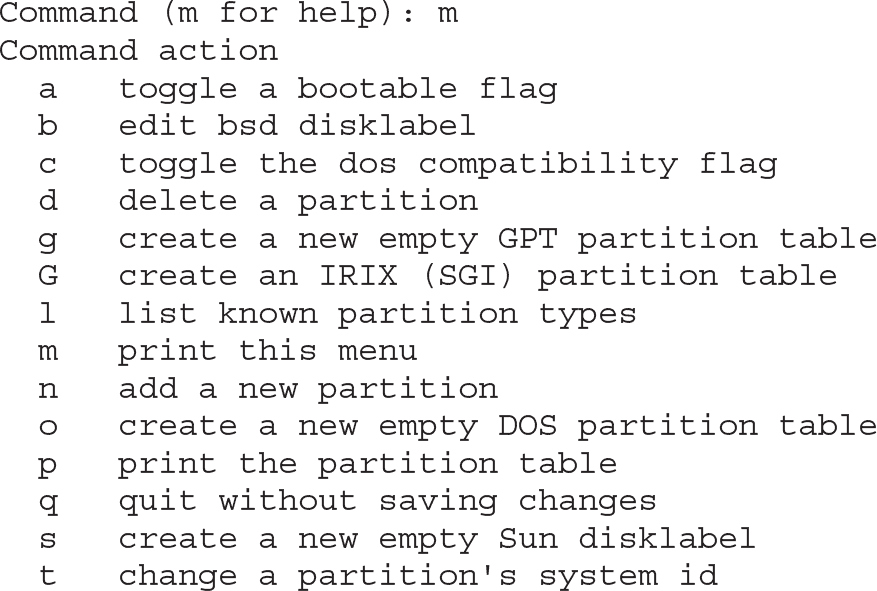 Command (m for help): m
Command action
  a   toggle a bootable flag
  b   edit bsd disklabel
  c   toggle the dos compatibility flag
  d   delete a partition
  g   create a new empty GPT partition table
  G   create an IRIX (SGI) partition table
  l   list known partition types
  m   print this menu
  n   add a new partition
  o   create a new empty DOS partition table
  p   print the partition table
  q   quit without saving changes
  s   create a new empty Sun disklabel
  t   change a partition's system id